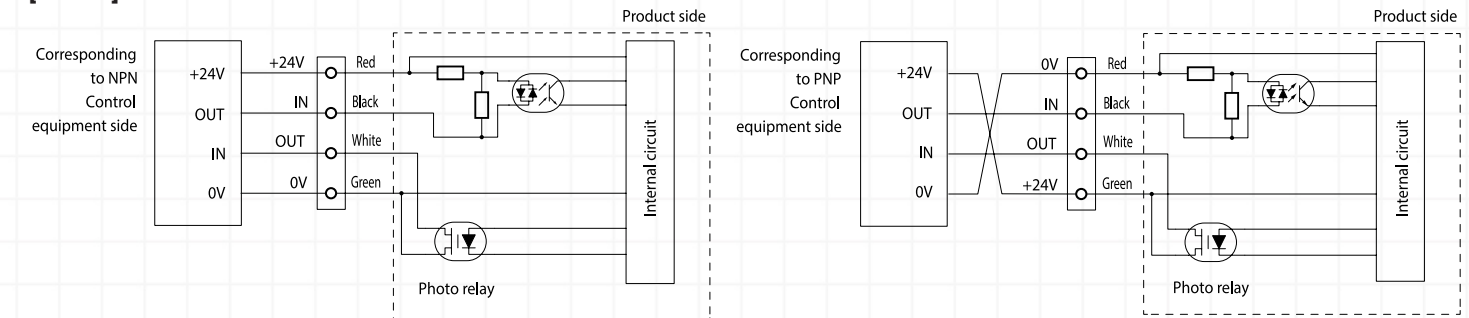 Product side
Corresponding
to NPN
Control
equipment side
+24V
OUT
IN
0V
+24V
IN
OUT
0V
Red
Black
White
Green
Internal circuit
Photo relay
Product side
Corresponding
to PNP
Control
equipment side
+24V
OUT
IN
0V
0V
IN
OUT
+24V
Red
Black
White
Green
Internal circuit
Photo relay